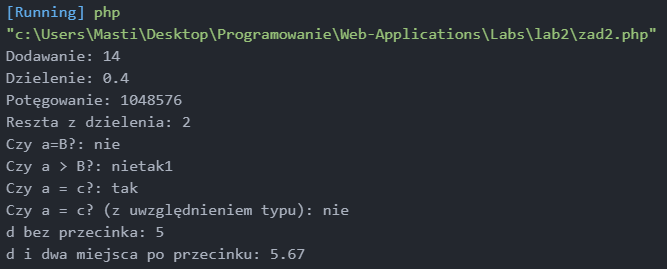 [Running] php
"c:\Users\Masti\Desktop\Programowanie\Web-Applications\Labs\lab2\zad2.php"
Dodawanie: 14
Dzielenie: 0.4
Potęgowanie: 1048576
Reszta z dzielenia: 2
Czy a=B?: nie
Czy a > B?: nietak1
Czy a = c?: tak
Czy a = c? (z uwzględnieniem typu): nie
d bez przecinka: 5
d i dwa miejsca po przecinku: 5.67